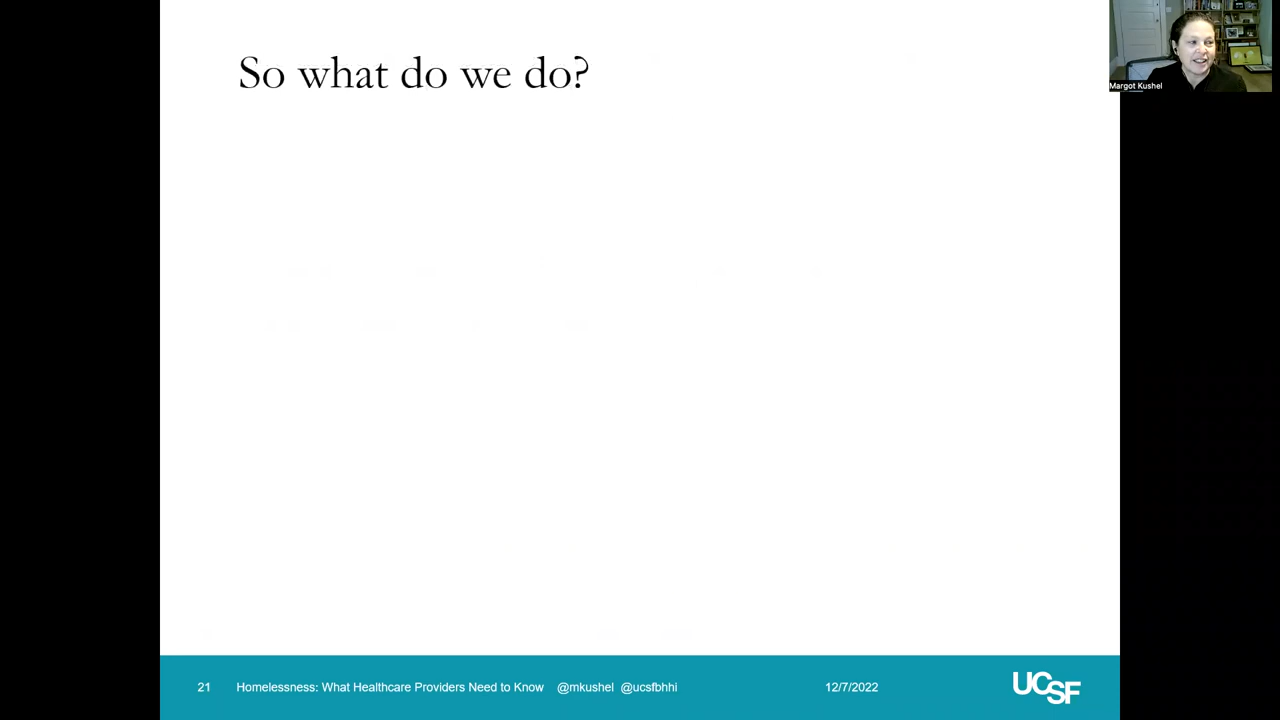 So what do we do?
Margot Kushel
21 Homelessness: What Healthcare Providers Need to Know @mkushel @ucsfbhhi 12/7/2022 UCSF